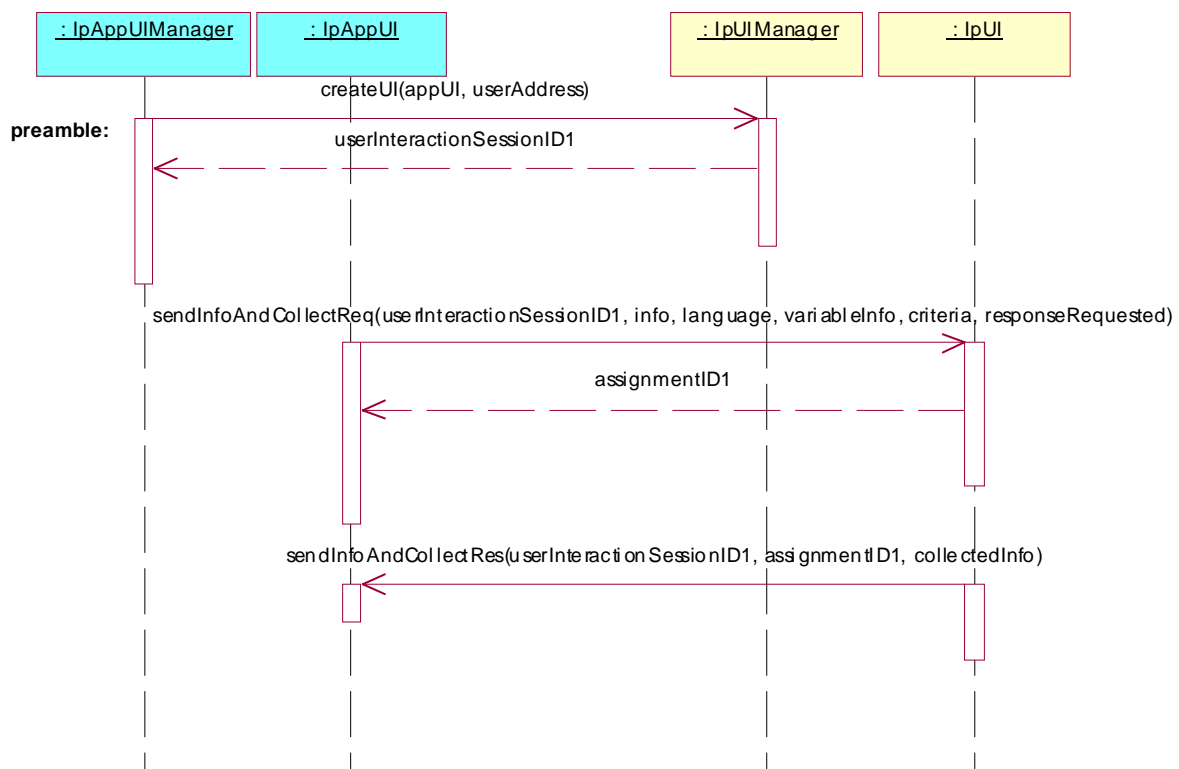 : IpAppUIManager
: IpAppUI
: IpUIManager
: IpUI
createUI(appUI, userAddress)
preamble:
userInteractionSessionID1
sendInfoAndCollectReq(userInteractionSessionID1, info, language, variableInfo, criteria, responseRequested)
assignmentID1
sendInfoAndCollectRes(userInteractionSessionID1, assignmentID1, collectedInfo)